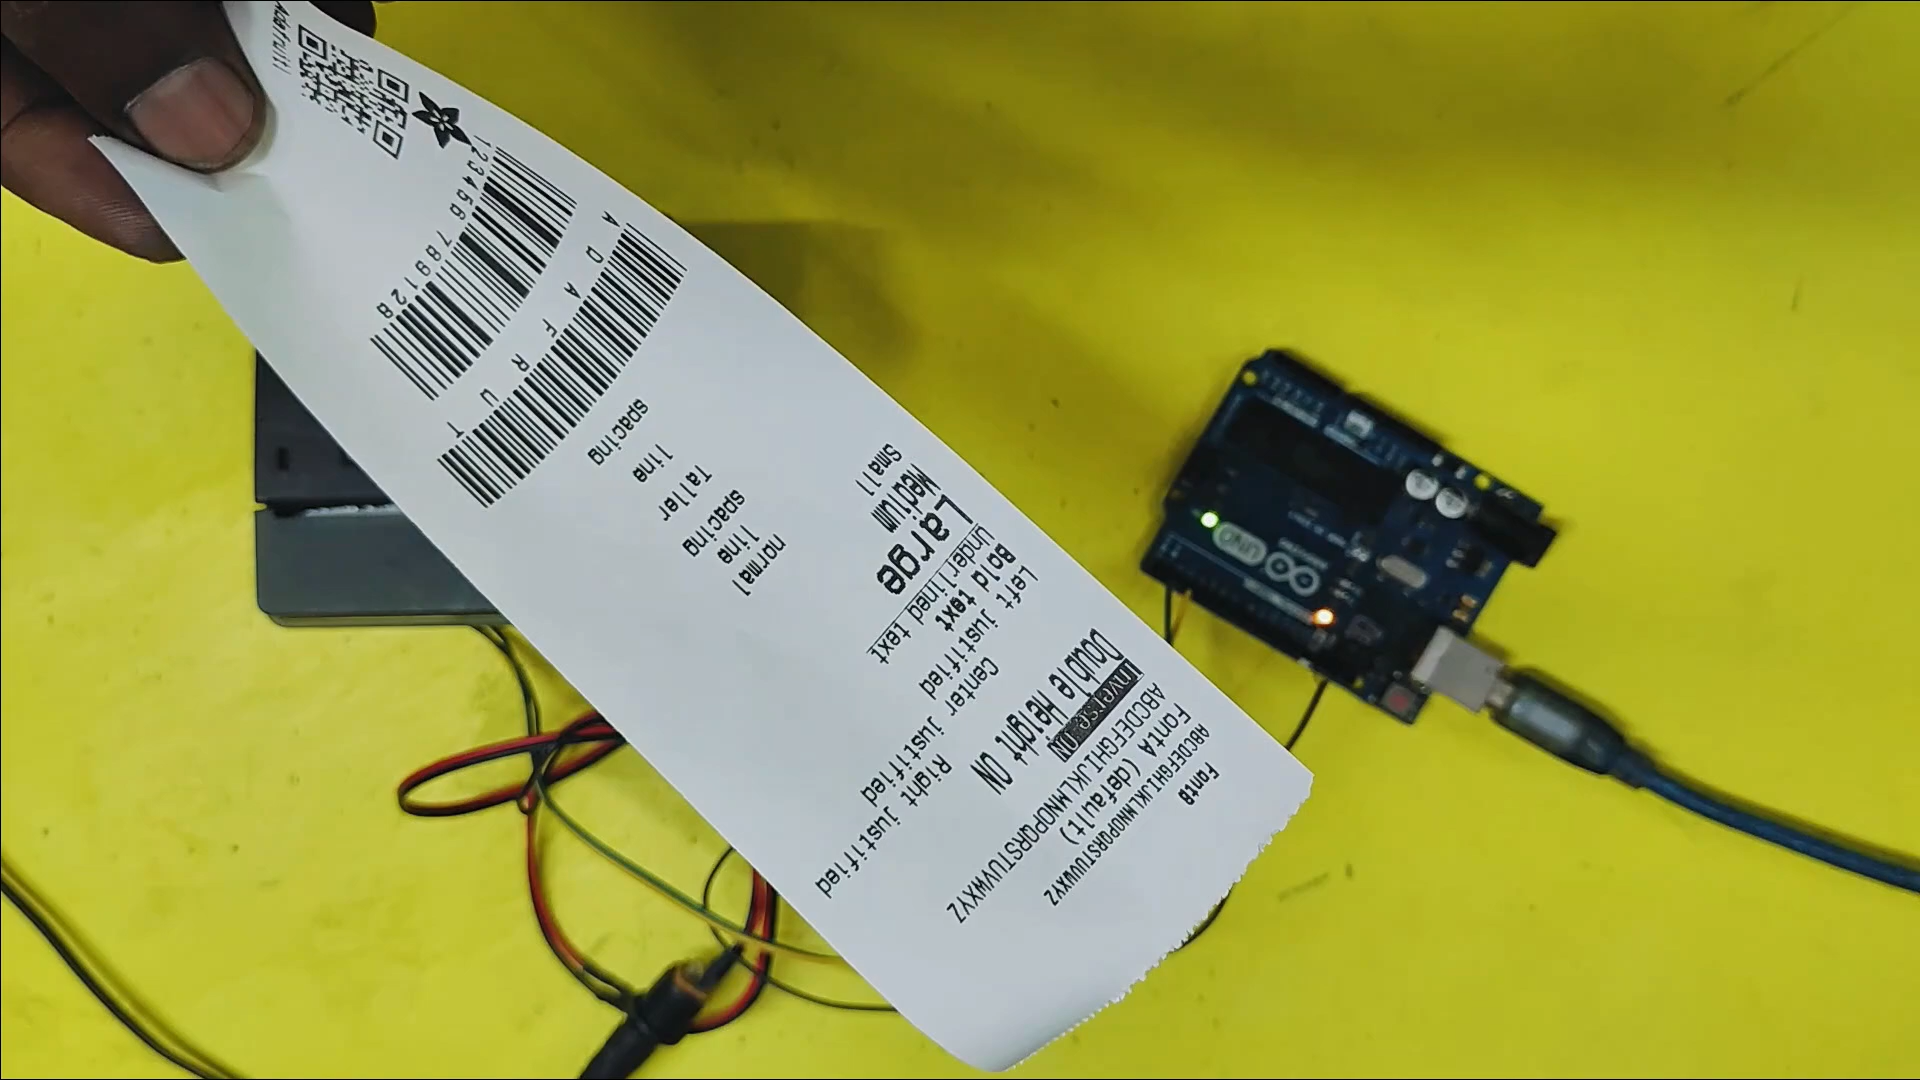 FontB
ABCDEFGHIJKLMNOPQRSTUVWXYZ
FontA (default)
ABCDEFGHIJKLMNOPQRSTUVWXYZ
Inverse ON
Double Height ON
Right justified
Center justified
Left justified
Bold text
Underlined text
Large
Medium
Small
normal
line
spacing
Taller
line
spacing
A D A F R U T
123456789128
Adafruit!
UNO